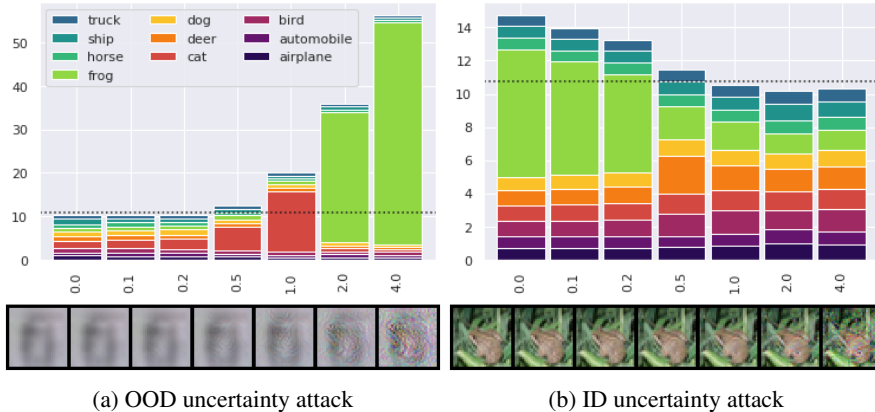 50
40
30
20
10
0
truck
ship
horse
frog
dog
deer
cat
bird
automobile
airplane
0.0 0.1 0.2 0.5 1.0 2.0 4.0
(a) OOD uncertainty attack
14
12
10
8
6
4
2
0
0.0 0.1 0.2 0.5 1.0 2.0 4.0
(b) ID uncertainty attack